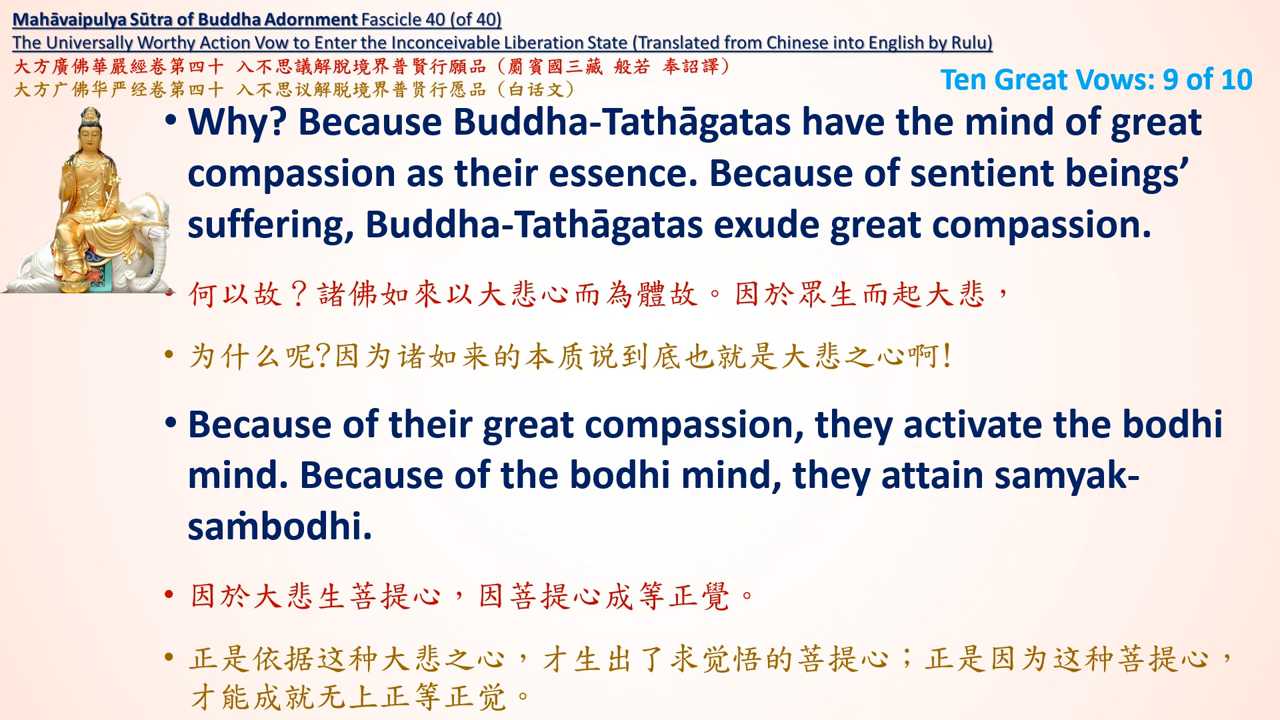 Mahāvaipulya Sūtra of Buddha Adornment Fascicle 40 (of 40)
The Universally Worthy Action Vow to Enter the Inconceivable Liberation State (Translated from Chinese into English by Rulu)
大方廣佛華嚴經卷第四十 入不思議解脫境界普賢行願品（罽賓國三藏 般若 奉詔譯）
大方广佛华严经卷第四十 入不思议解脱境界普贤行愿品（白话文）
Ten Great Vows: 9 of 10
• Why? Because Buddha-Tathāgatas have the mind of great
compassion as their essence. Because of sentient beings’
suffering, Buddha-Tathāgatas exude great compassion.
• 何以故？諸佛如來以大悲心而為體故。因於眾生而起大悲，
• 为什么呢?因为诸如来的本质说到底也就是大悲之心啊!
• Because of their great compassion, they activate the bodhi
mind. Because of the bodhi mind, they attain samyak-
saṁbodhi.
• 因於大悲生菩提心，因菩提心成等正覺。
• 正是依据这种大悲之心，才生出了求觉悟的菩提心；正是因为这种菩提心，
才能成就无上正等正觉。